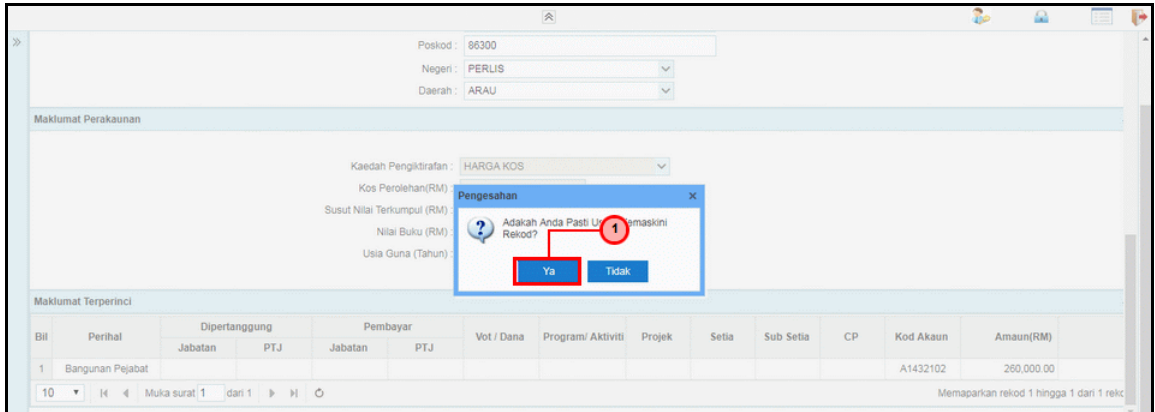 Poskod : 86300
Negeri : PERLIS
Daerah : ARAU
Maklumat Perakaunan
Kaedah Pengiktirafan : HARGA KOS
Kos Perolehan(RM) :
Susut Nilai Terkumpul (RM) :
Nilai Buku (RM) :
Usia Guna (Tahun) :
Pengesahan
Adakah Anda Pasti
Rekod?
1
Ya Tidak
Maklumat Terperinci
Bil Perihal Dipertanggung Pembayar Vot / Dana Program/ Aktiviti Projek Setia Sub Setia CP Kod Akaun Amaun(RM)
Jabatan PTJ Jabatan PTJ
1 Bangunan Pejabat A1432102 260,000.00
10 Muka surat 1 dari 1 Memaparkan rekod 1 hingga 1 dari 1